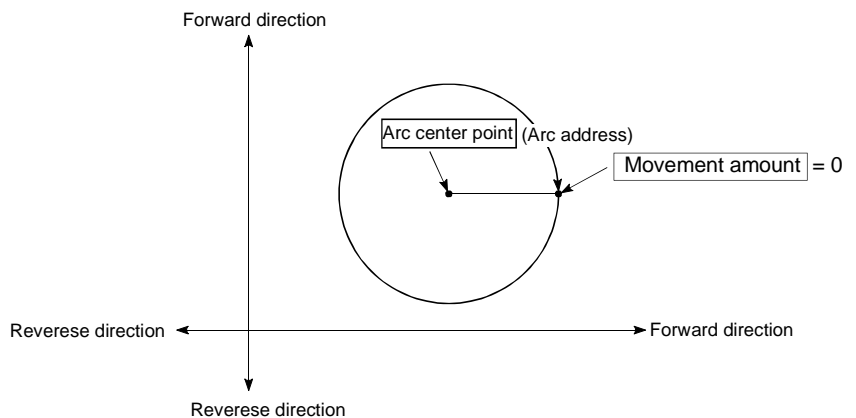 Forward direction
Arc center point (Arc address)
Movement amount = 0
Reverese direction
Forward direction
Reverese direction